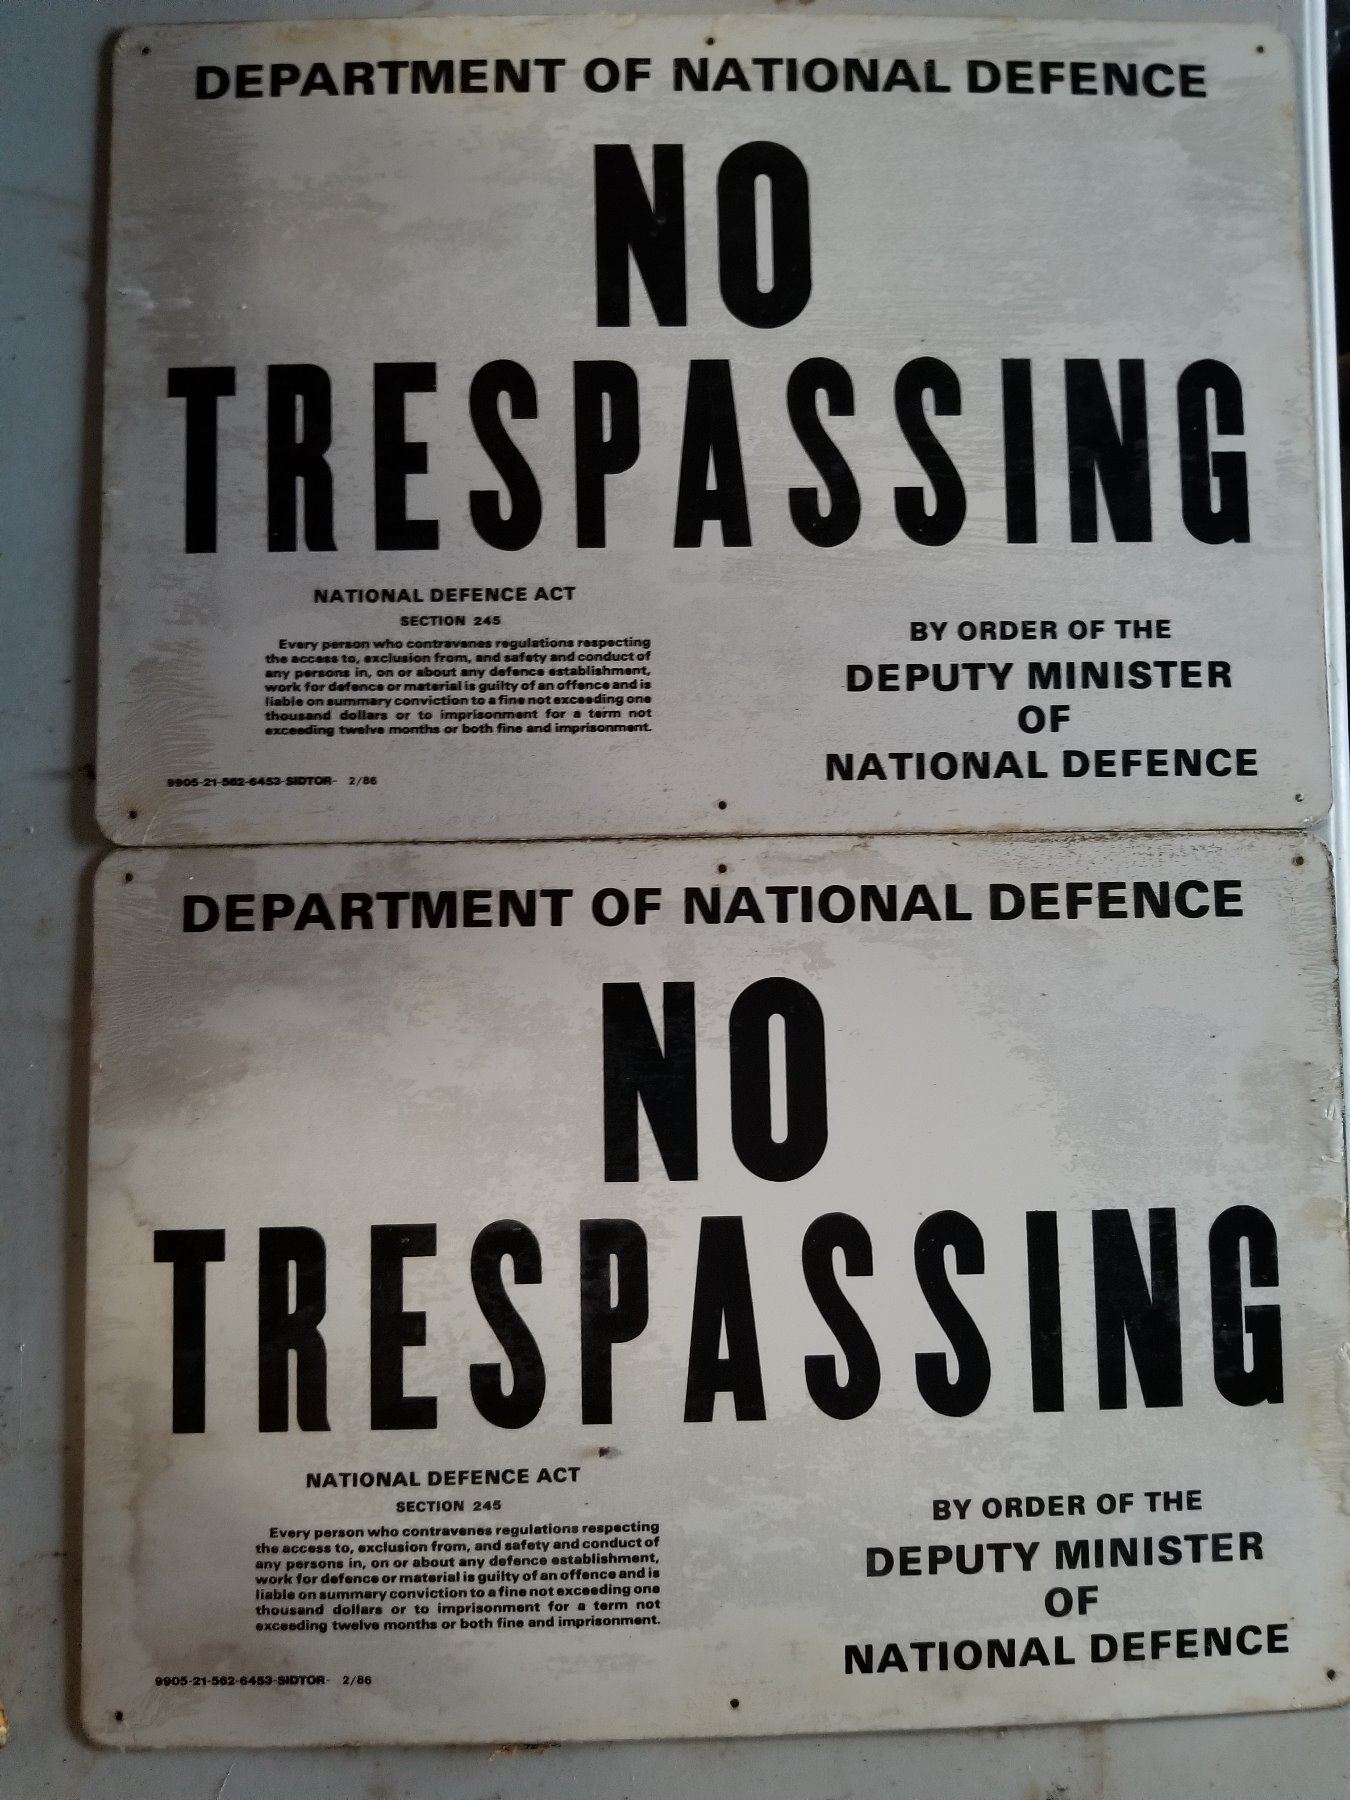 DEPARTMENT OF NATIONAL DEFENCE
NO
TRESPASSING
NATIONAL DEFENCE ACT
SECTION 245
Every person who contravenes regulations respecting
the access to, exclusion from, and safety and conduct of
any persons in, on or about any defence establishment,
work for defence or material is guilty of an offence and is
liable on summary conviction to a fine not exceeding one
thousand dollars or to imprisonment for a term not
exceeding twelve months or both fine and imprisonment.
9905-21-562-6453-SIDTOR- 2/86
BY ORDER OF THE
DEPUTY MINISTER
OF
NATIONAL DEFENCE
DEPARTMENT OF NATIONAL DEFENCE
NO
TRESPASSING
NATIONAL DEFENCE ACT
SECTION 245
Every person who contravenes regulations respecting
the access to, exclusion from, and safety and conduct of
any persons in, on or about any defence establishment,
work for defence or material is guilty of an offence and is
liable on summary conviction to a fine not exceeding one
thousand dollars or to imprisonment for a term not
exceeding twelve months or both fine and imprisonment.
9905-21-562-6453-SIDTOR- 2/86
BY ORDER OF THE
DEPUTY MINISTER
OF
NATIONAL DEFENCE